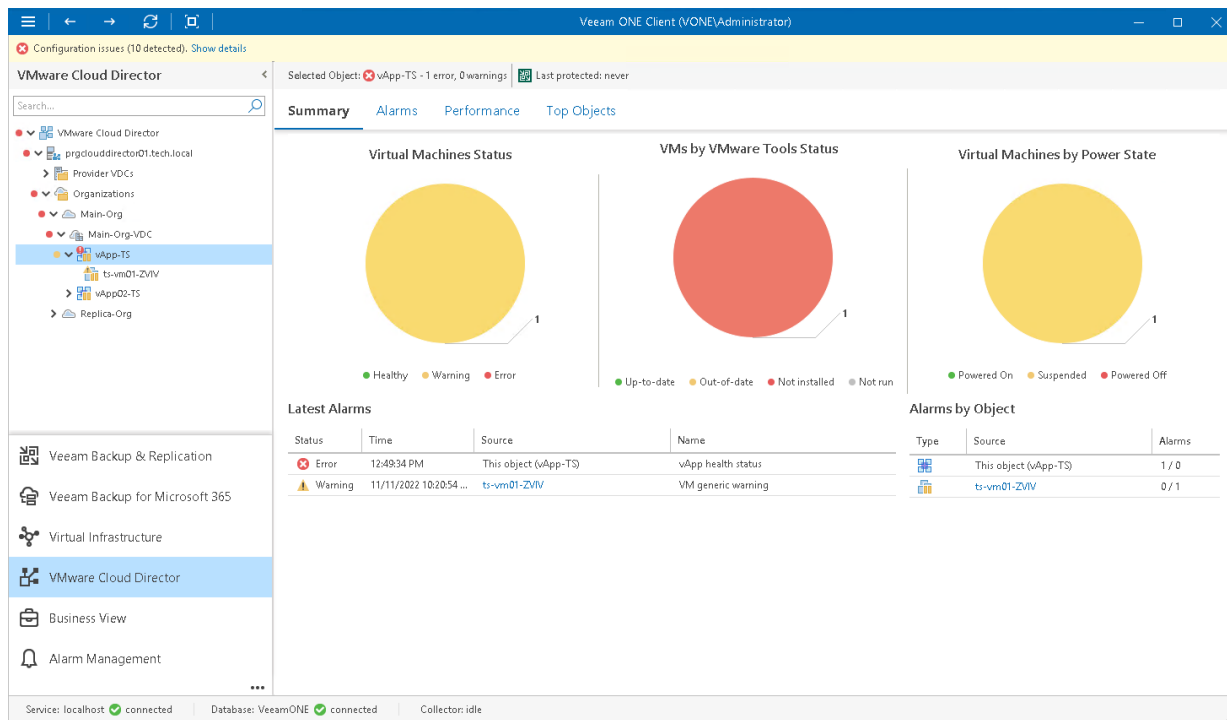 Veeam ONE Client (VONE\Administrator)
Configuration issues (10 detected). Show details
VMware Cloud Director
Search...
VMware Cloud Director
prgclouddirector01.tech.local
Provider VDCs
Organizations
Main-Org
Main-Org-VDC
vApp-TS
ts-vm01-ZVIV
vApp02-TS
Replica-Org
Veeam Backup & Replication
Veeam Backup for Microsoft 365
Virtual Infrastructure
VMware Cloud Director
Business View
Alarm Management
Selected Object: vApp-TS - 1 error, 0 warnings Last protected: never
Summary Alarms Performance Top Objects
Virtual Machines Status
1
Healthy Warning Error
VMs by VMware Tools Status
1
Up-to-date Out-of-date Not installed Not run
Virtual Machines by Power State
1
Powered On Suspended Powered Off
Latest Alarms
Status Time Source Name
Error 12:49:34 PM This object (vApp-TS) vApp health status
Warning 11/11/2022 10:20:54 ... ts-vm01-ZVIV VM generic warning
Alarms by Object
Type Source Alarms
This object (vApp-TS) 1 / 0
ts-vm01-ZVIV 0 / 1
Service: localhost connected Database: VeeamONE connected Collector: idle